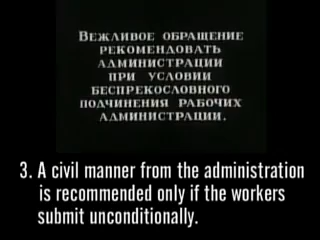 ВЕЖЛИВОЕ ОБРАЩЕНИЕ
РЕКОМЕНДОВАТЬ
АДМИНИСТРАЦИИ
ПРИ УСЛОВИИ
БЕСПРЕКОСЛОВНОГО
ПОДЧИНЕНИЯ РАБОЧИХ
АДМИНИСТРАЦИИ.
3. A civil manner from the administration
is recommended only if the workers
submit unconditionally.